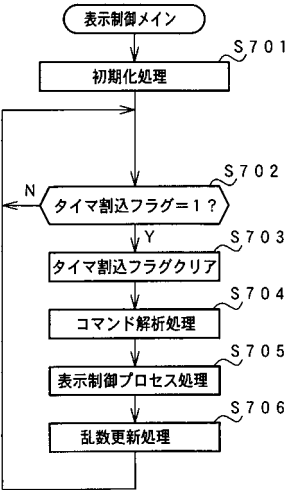 表示制御メイン
S701
初期化処理
S702
N
タイマ割込フラグ=1?
Y
S703
タイマ割込フラグクリア
S704
コマンド解析処理
S705
表示制御プロセス処理
S706
乱数更新処理